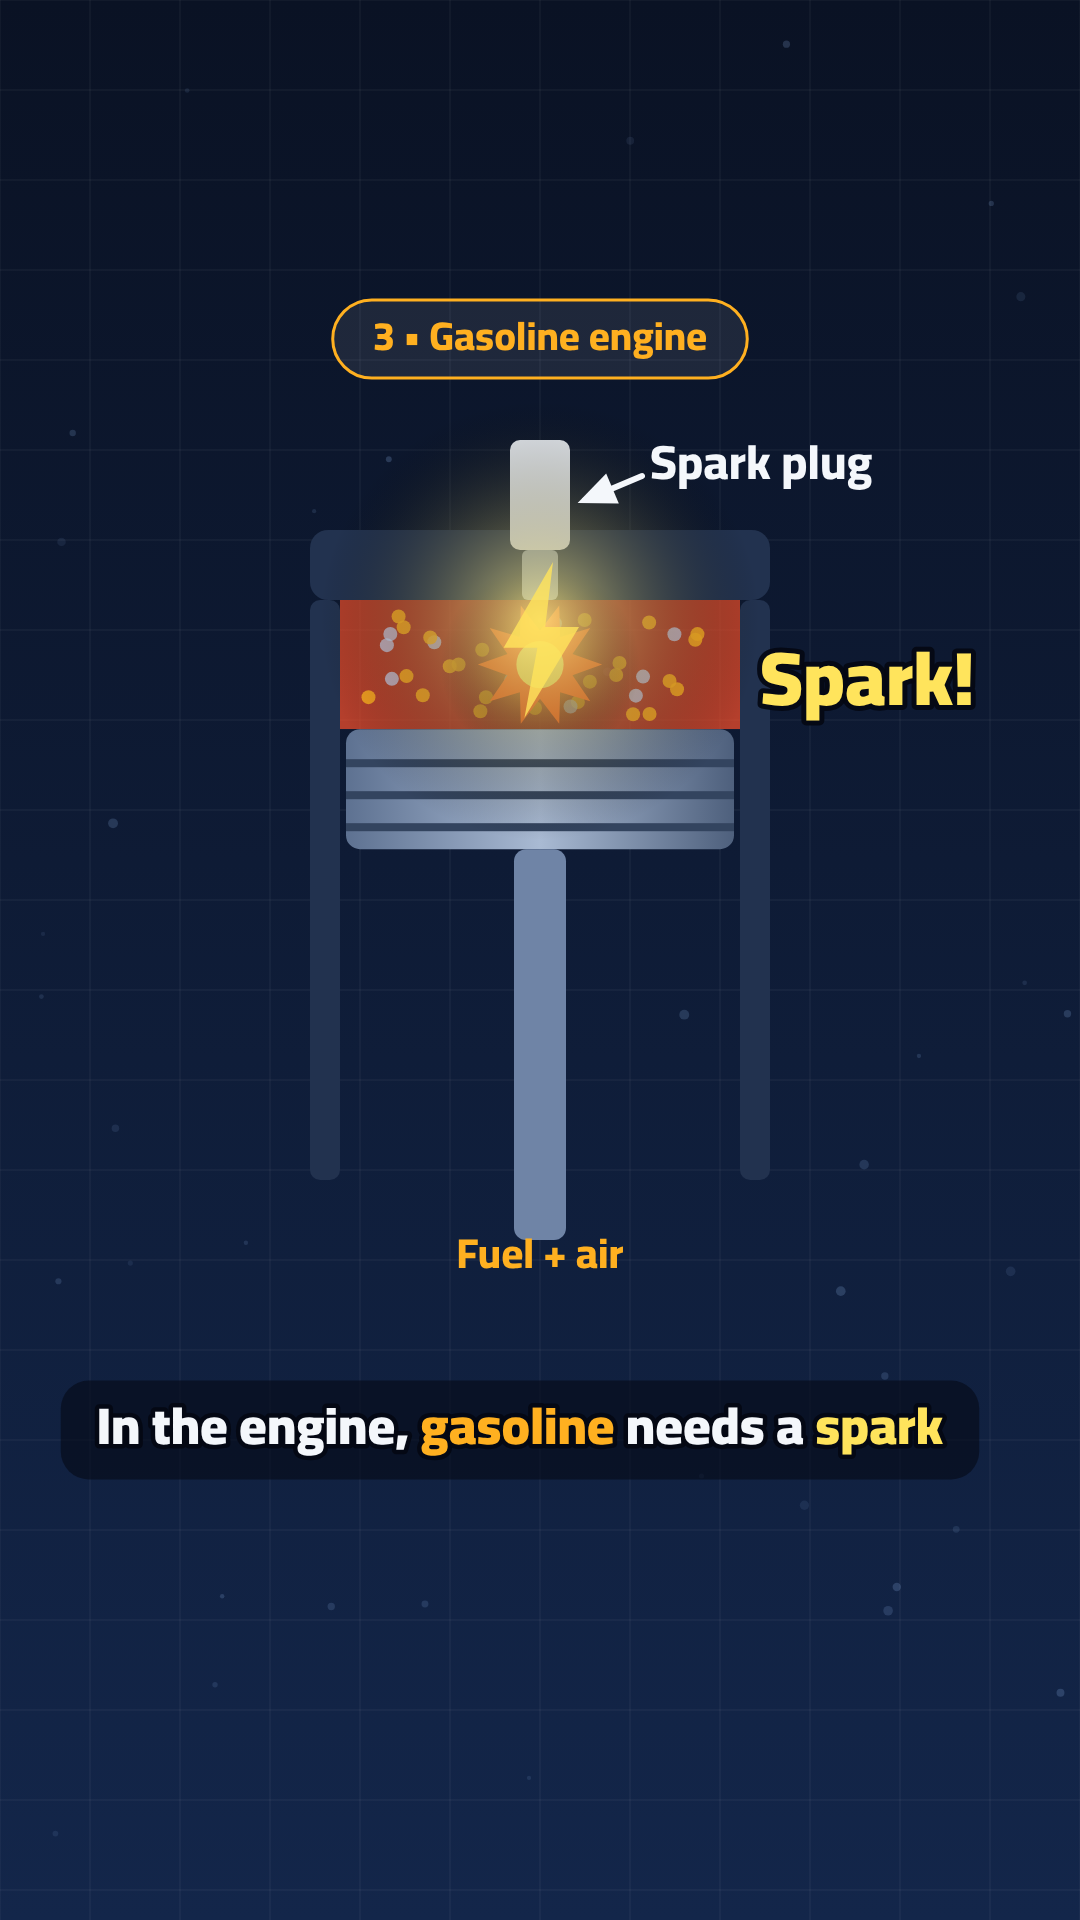 3 ▪ Gasoline engine
Spark plug
Spark!
Fuel + air
In the engine, gasoline needs a spark